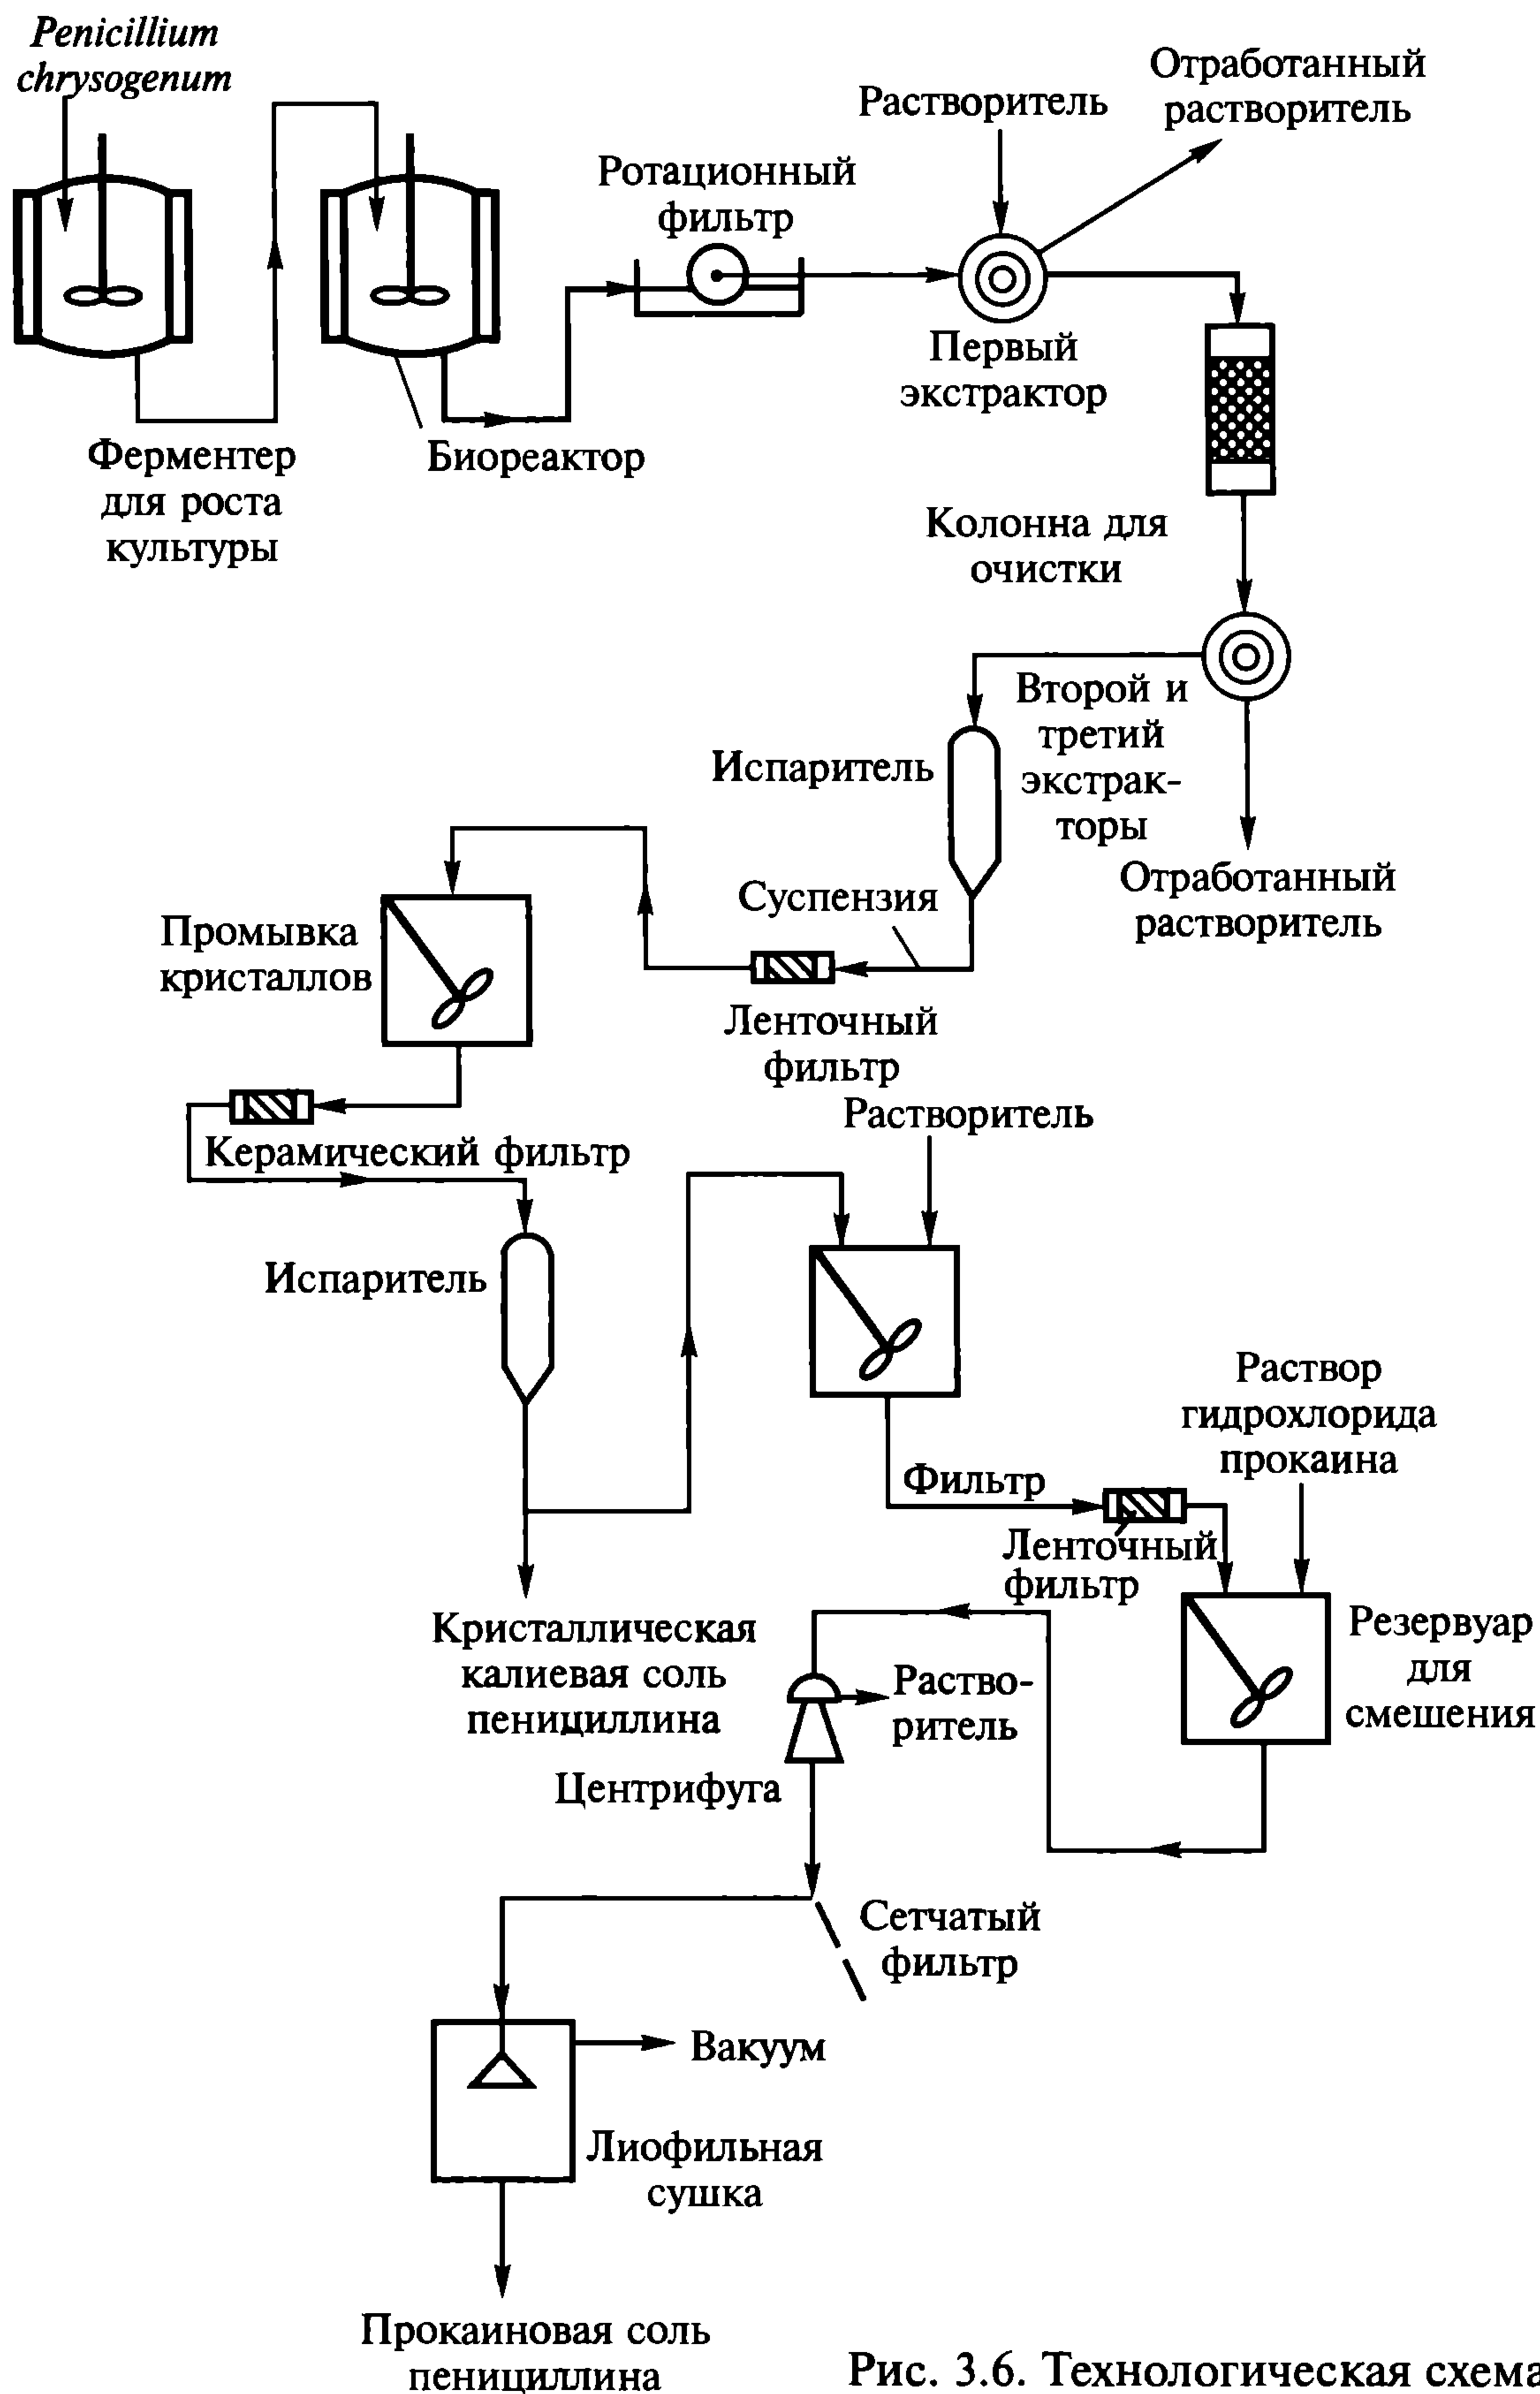 Penicillium
chrysogenum
Отработанный
растворитель
Растворитель
Ротационный
фильтр
Первый
экстрактор
Ферментер
для роста
культуры
Биореактор
Колонна для
очистки
Второй и
третий
экстрак-
торы
Испаритель
Отработанный
растворитель
Суспензия
Промывка
кристаллов
Ленточный
фильтр
Растворитель
Керамический фильтр
Испаритель
Раствор
гидрохлорида
прокаина
Фильтр
Ленточный
фильтр
Кристаллическая
калиевая соль
пенициллина
Резервуар
для
смешения
Раство-
ритель
Центрифуга
Сетчатый
фильтр
Вакуум
Лиофильная
сушка
Прокаиновая соль
пенициллина
Рис. 3.6. Технологическая схема